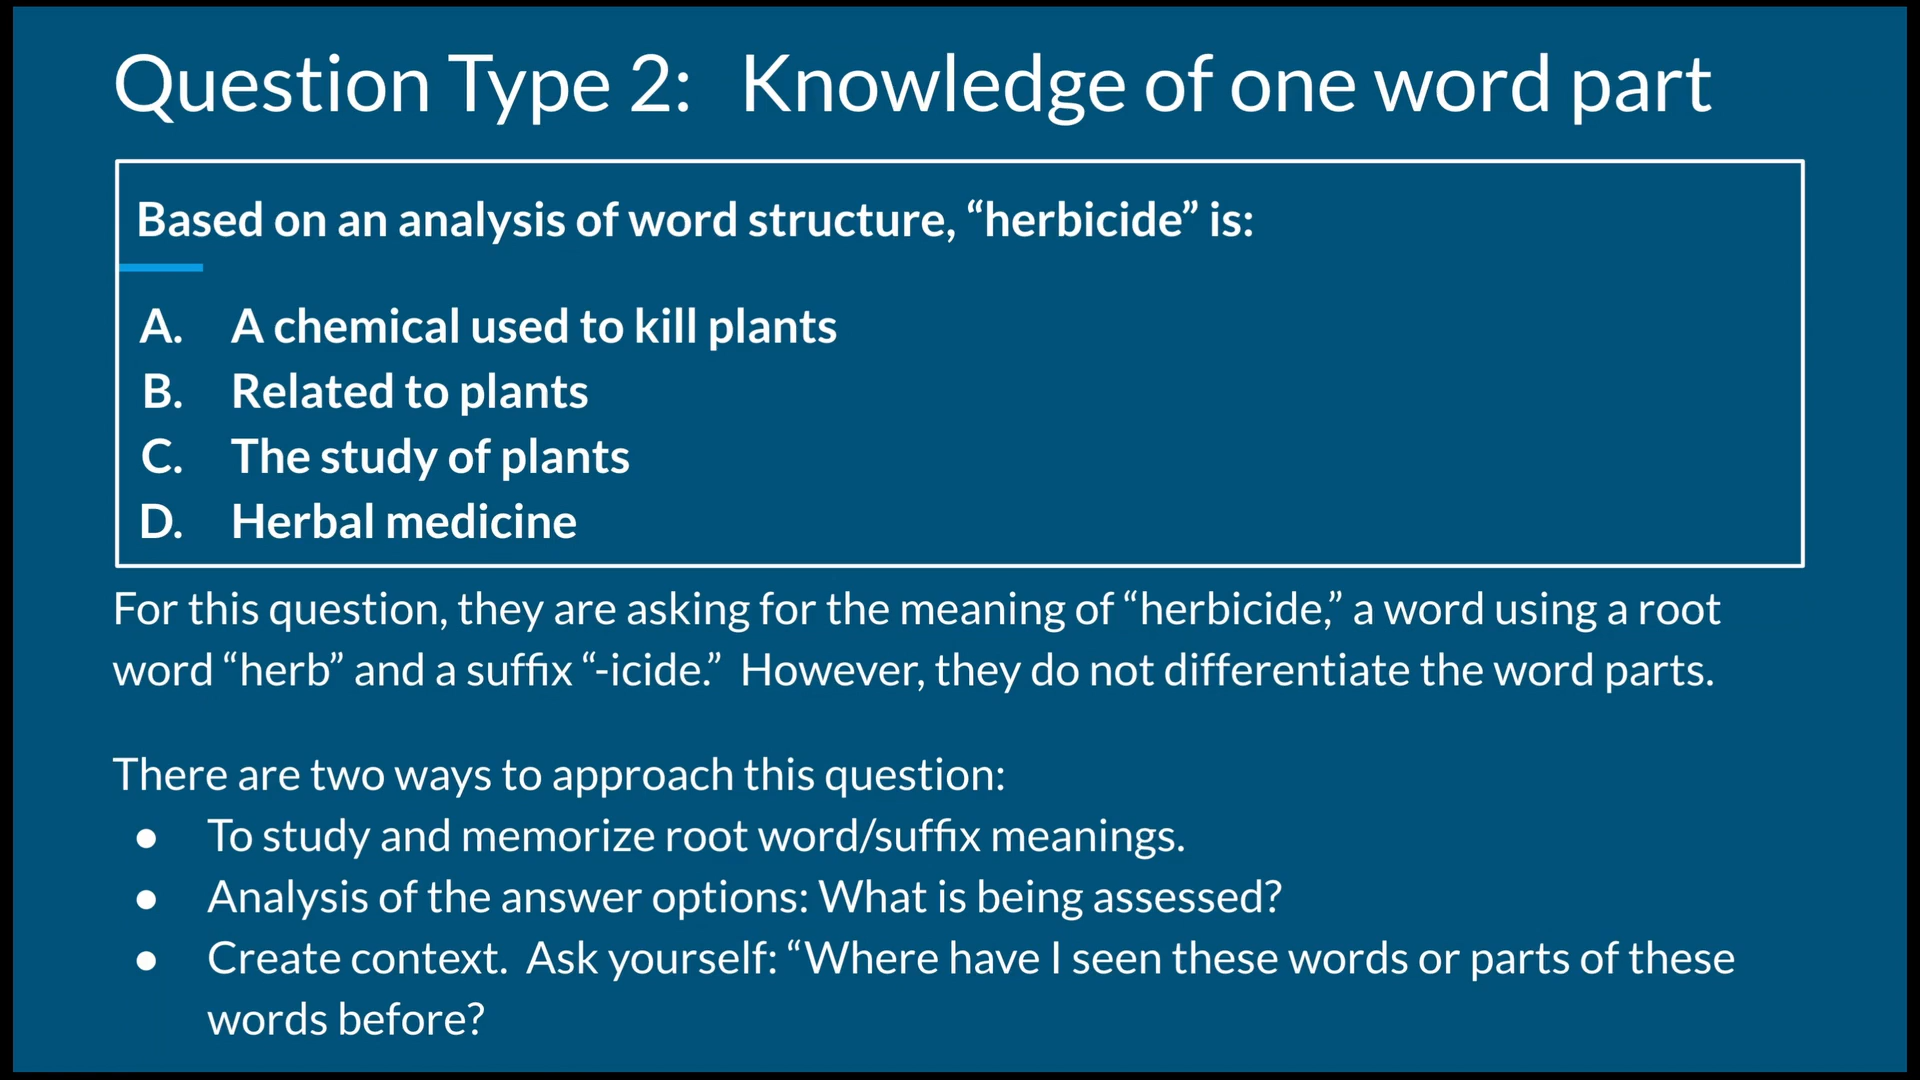 Question Type 2: Knowledge of one word part
Based on an analysis of word structure, “herbicide” is:
A. A chemical used to kill plants
B. Related to plants
C. The study of plants
D. Herbal medicine
For this question, they are asking for the meaning of “herbicide,” a word using a root
word “herb” and a suffix “-icide.” However, they do not differentiate the word parts.
There are two ways to approach this question:
● To study and memorize root word/suffix meanings.
● Analysis of the answer options: What is being assessed?
● Create context. Ask yourself: “Where have I seen these words or parts of these
words before?